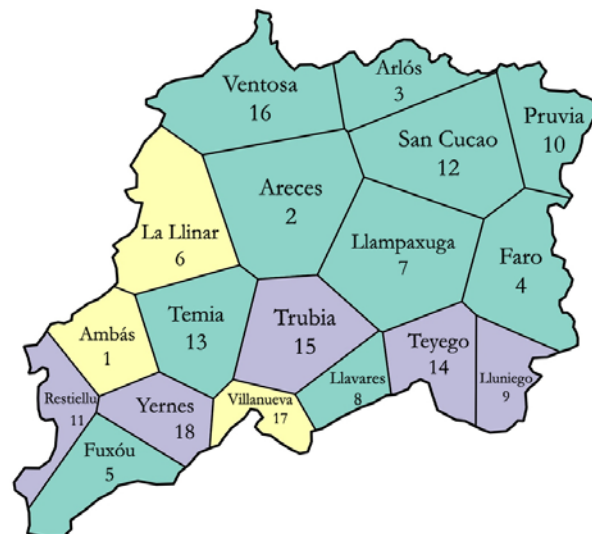 Ventosa
16
Arlós
3
Pruvia
10
San Cucao
12
Areces
2
La Llinar
6
Llampaxuga
7
Faro
4
Temia
13
Trubia
15
Ambás
1
Teyego
14
Lluniego
9
Restiellu
11
Yernes
18
Villanueva
17
Llavares
8
Fuxóu
5